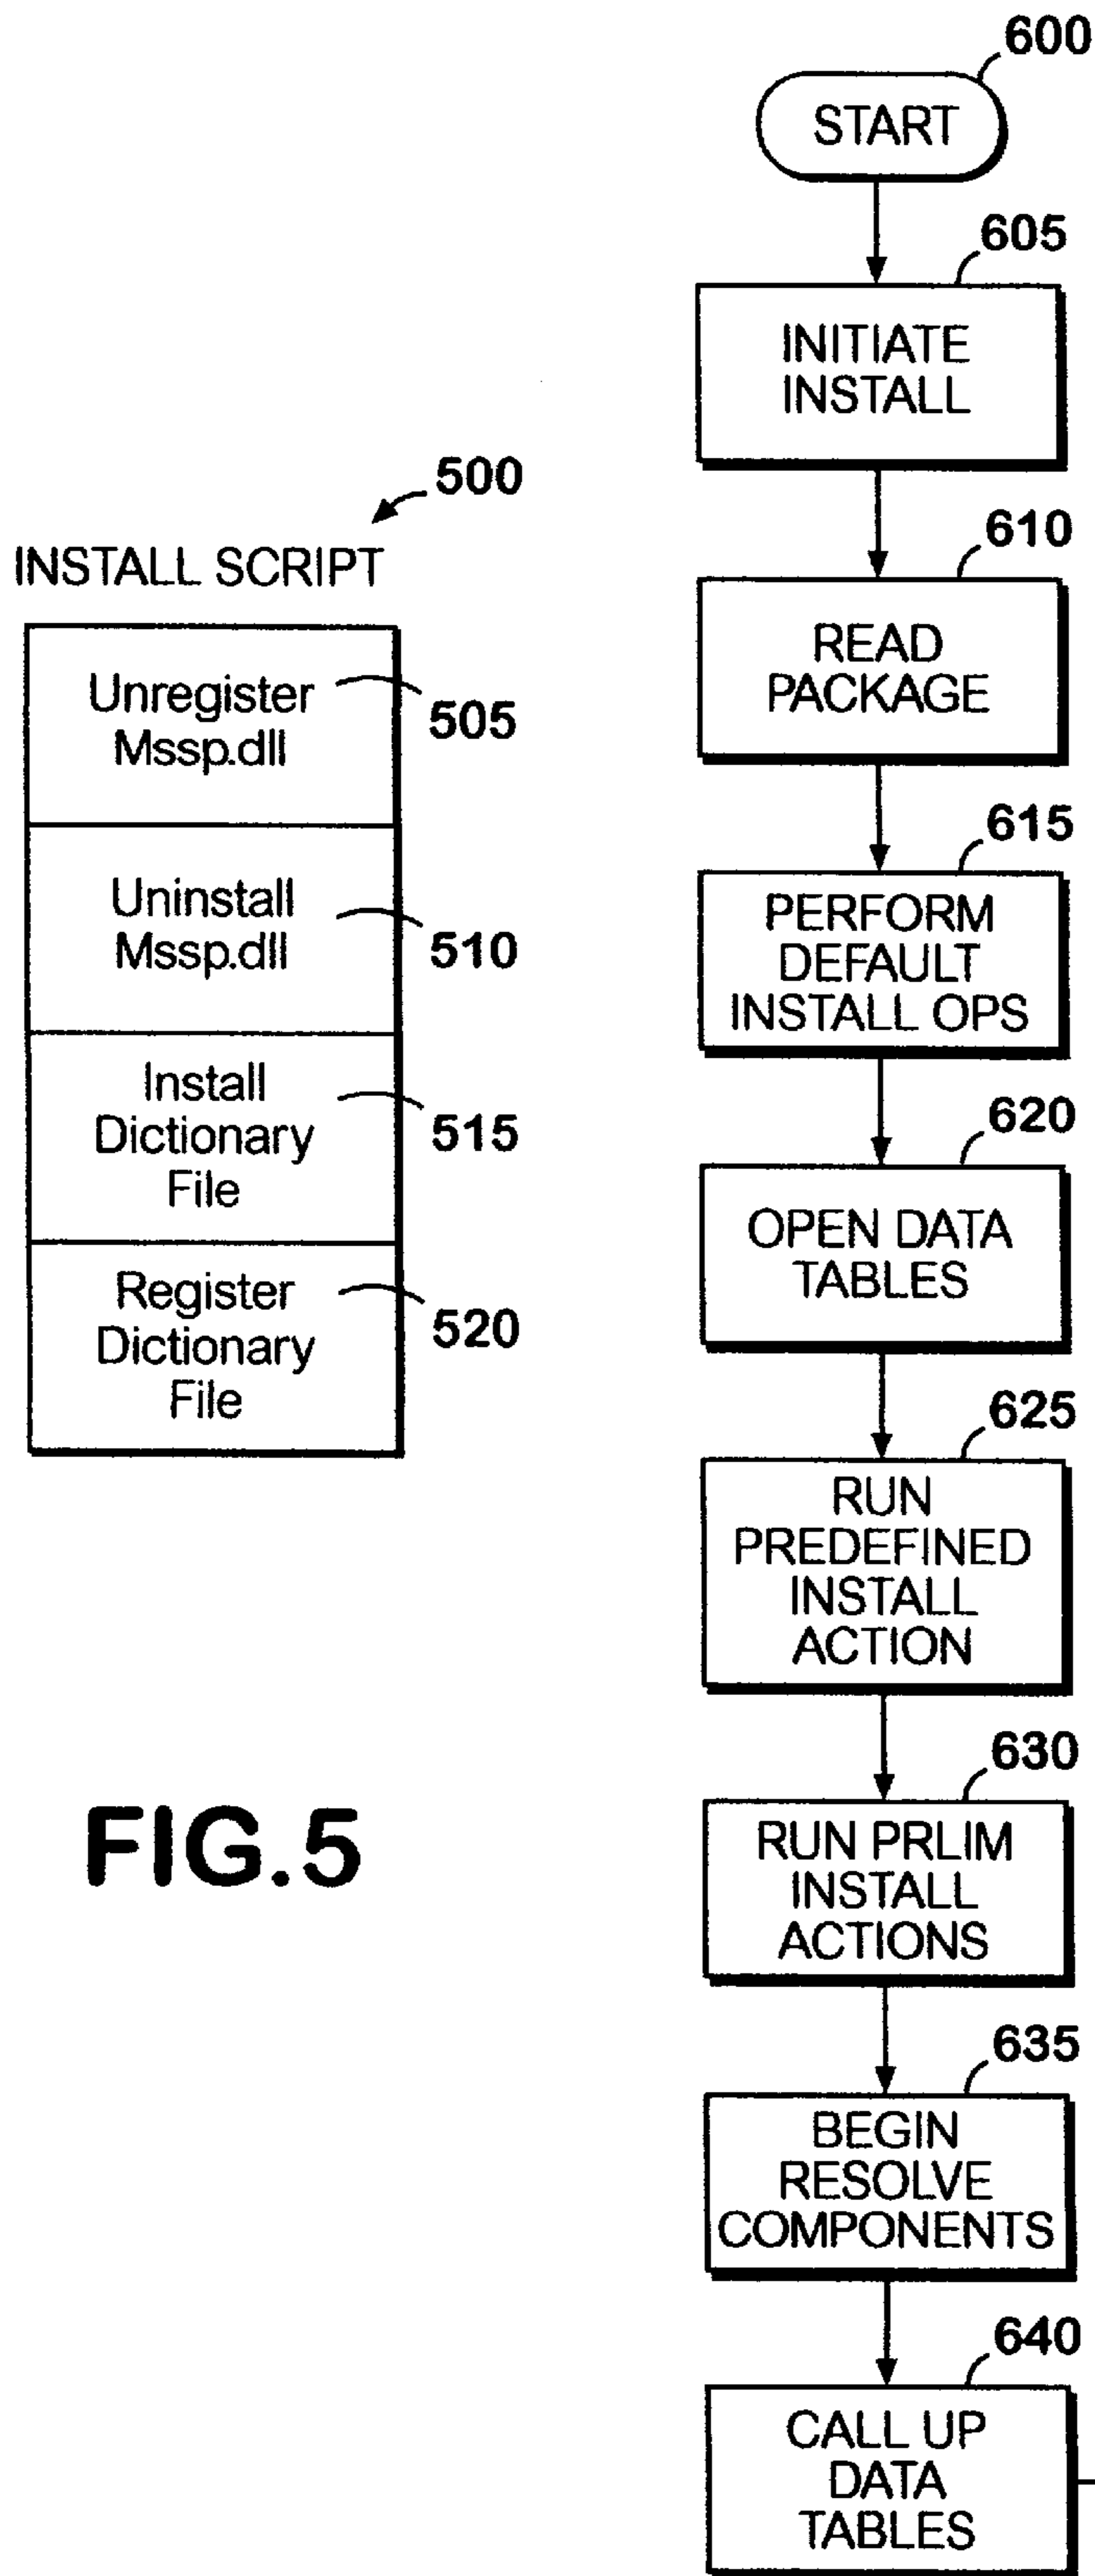 500
INSTALL SCRIPT
Unregister
Mssp.dll
505
Uninstall
Mssp.dll
510
Install
Dictionary
File
515
Register
Dictionary
File
520
FIG.5
600
START
605
INITIATE
INSTALL
610
READ
PACKAGE
615
PERFORM
DEFAULT
INSTALL OPS
620
OPEN DATA
TABLES
625
RUN
PREDEFINED
INSTALL
ACTION
630
RUN PRLIM
INSTALL
ACTIONS
635
BEGIN
RESOLVE
COMPONENTS
640
CALL UP
DATA
TABLES